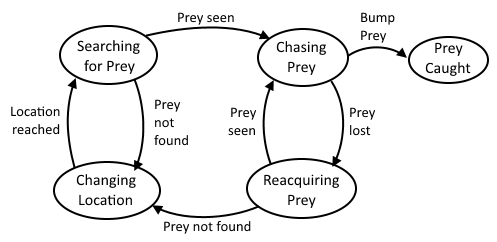 Prey seen
Bump
Prey
Searching
for Prey
Chasing
Prey
Prey
Caught
Location
reached
Prey
not
found
Prey
seen
Prey
lost
Changing
Location
Reacquiring
Prey
Prey not found